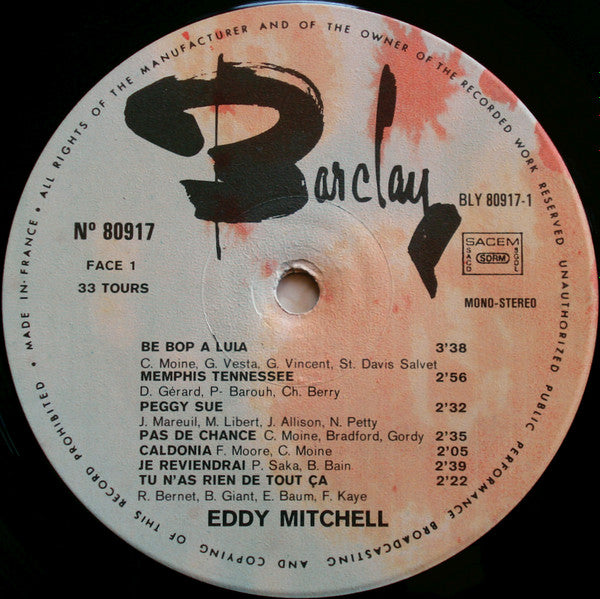 • MADE IN-FRANCE • ALL RIGHTS OF THE MANUFACTURER AND OF THE OWNER OF THE RECORDED WORK RESERVED UNAUTHORIZED PUBLIC PERFORMANCE BROADCASTING AND COPYING OF THIS RECORD PROHIBITED
Barclay
BLY 80917-1
Nº 80917
FACE 1
33 TOURS
SACEM
SACD SDRM SGDL
MONO-STEREO
BE BOP A LULA 3'38
C. Moine, G. Vesta, G. Vincent, St. Davis Salvet
MEMPHIS TENNESSEE 2'56
D. Gérard, P- Barouh, Ch. Berry
PEGGY SUE 2'32
J. Mareuil, M. Libert, J. Allison, N. Petty
PAS DE CHANCE C. Moine, Bradford, Gordy 2'35
CALDONIA F. Moore, C. Moine 2'05
JE REVIENDRAI P. Saka, B. Bain 2'39
TU N'AS RIEN DE TOUT ÇA 2'22
R. Bernet, B. Giant, E. Baum, F. Kaye
EDDY MITCHELL